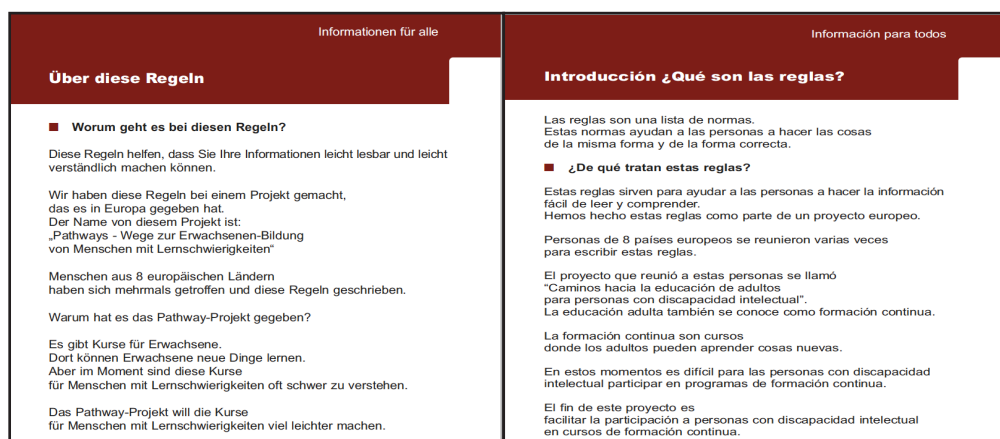 Informationen für alle
Über diese Regeln
Worum geht es bei diesen Regeln?
Diese Regeln helfen, dass Sie Ihre Informationen leicht lesbar und leicht
verständlich machen können.
Wir haben diese Regeln bei einem Projekt gemacht,
das es in Europa gegeben hat.
Der Name von diesem Projekt ist:
„Pathways - Wege zur Erwachsenen-Bildung
von Menschen mit Lernschwierigkeiten“
Menschen aus 8 europäischen Ländern
haben sich mehrmals getroffen und diese Regeln geschrieben.
Warum hat es das Pathway-Projekt gegeben?
Es gibt Kurse für Erwachsene.
Dort können Erwachsene neue Dinge lernen.
Aber im Moment sind diese Kurse
für Menschen mit Lernschwierigkeiten oft schwer zu verstehen.
Das Pathway-Projekt will die Kurse
für Menschen mit Lernschwierigkeiten viel leichter machen.
Información para todos
Introducción ¿Qué son las reglas?
Las reglas son una lista de normas.
Estas normas ayudan a las personas a hacer las cosas
de la misma forma y de la forma correcta.
¿De qué tratan estas reglas?
Estas reglas sirven para ayudar a las personas a hacer la información
fácil de leer y comprender.
Hemos hecho estas reglas como parte de un proyecto europeo.
Personas de 8 países europeos se reunieron varias veces
para escribir estas reglas.
El proyecto que reunió a estas personas se llamó
“Caminos hacia la educación de adultos
para personas con discapacidad intelectual”.
La educación adulta también se conoce como formación continua.
La formación continua son cursos
donde los adultos pueden aprender cosas nuevas.
En estos momentos es difícil para las personas con discapacidad
intelectual participar en programas de formación continua.
El fin de este proyecto es
facilitar la participación a personas con discapacidad intelectual
en cursos de formación continua.